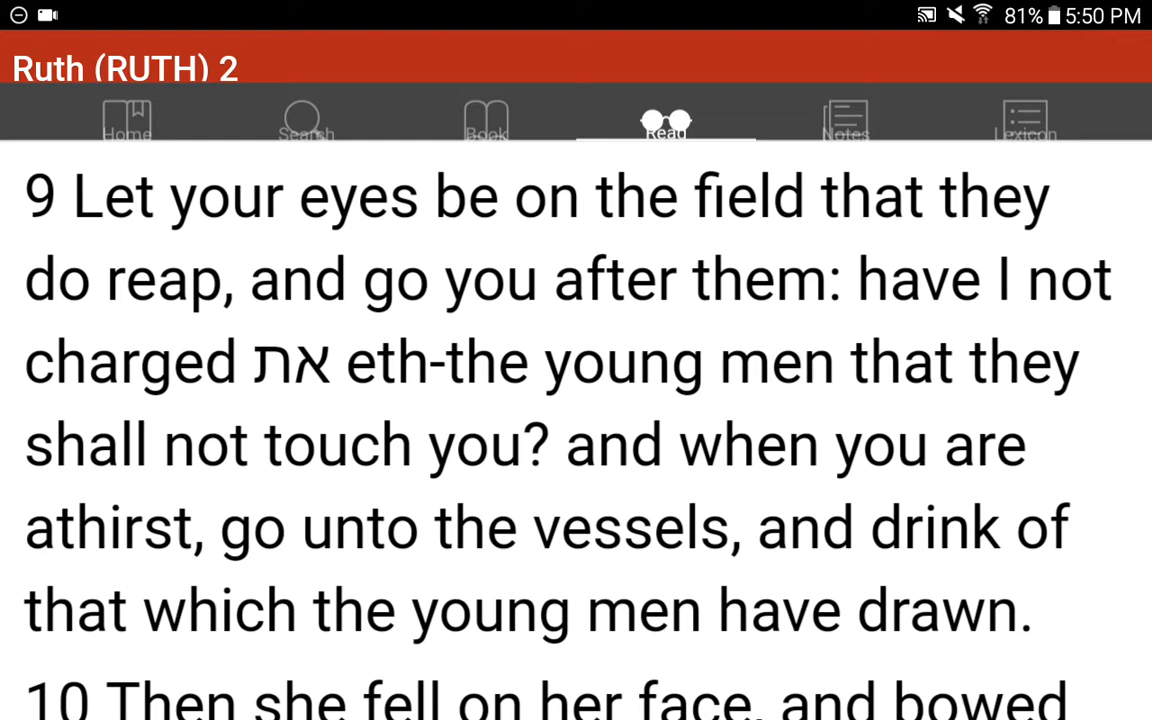 81% 5:50 PM
Ruth (RUTH) 2
Home Search Book Read Notes Lexicon
9 Let your eyes be on the field that they
do reap, and go you after them: have I not
charged את eth-the young men that they
shall not touch you? and when you are
athirst, go unto the vessels, and drink of
that which the young men have drawn.
10 Then she fell on her face, and bowed